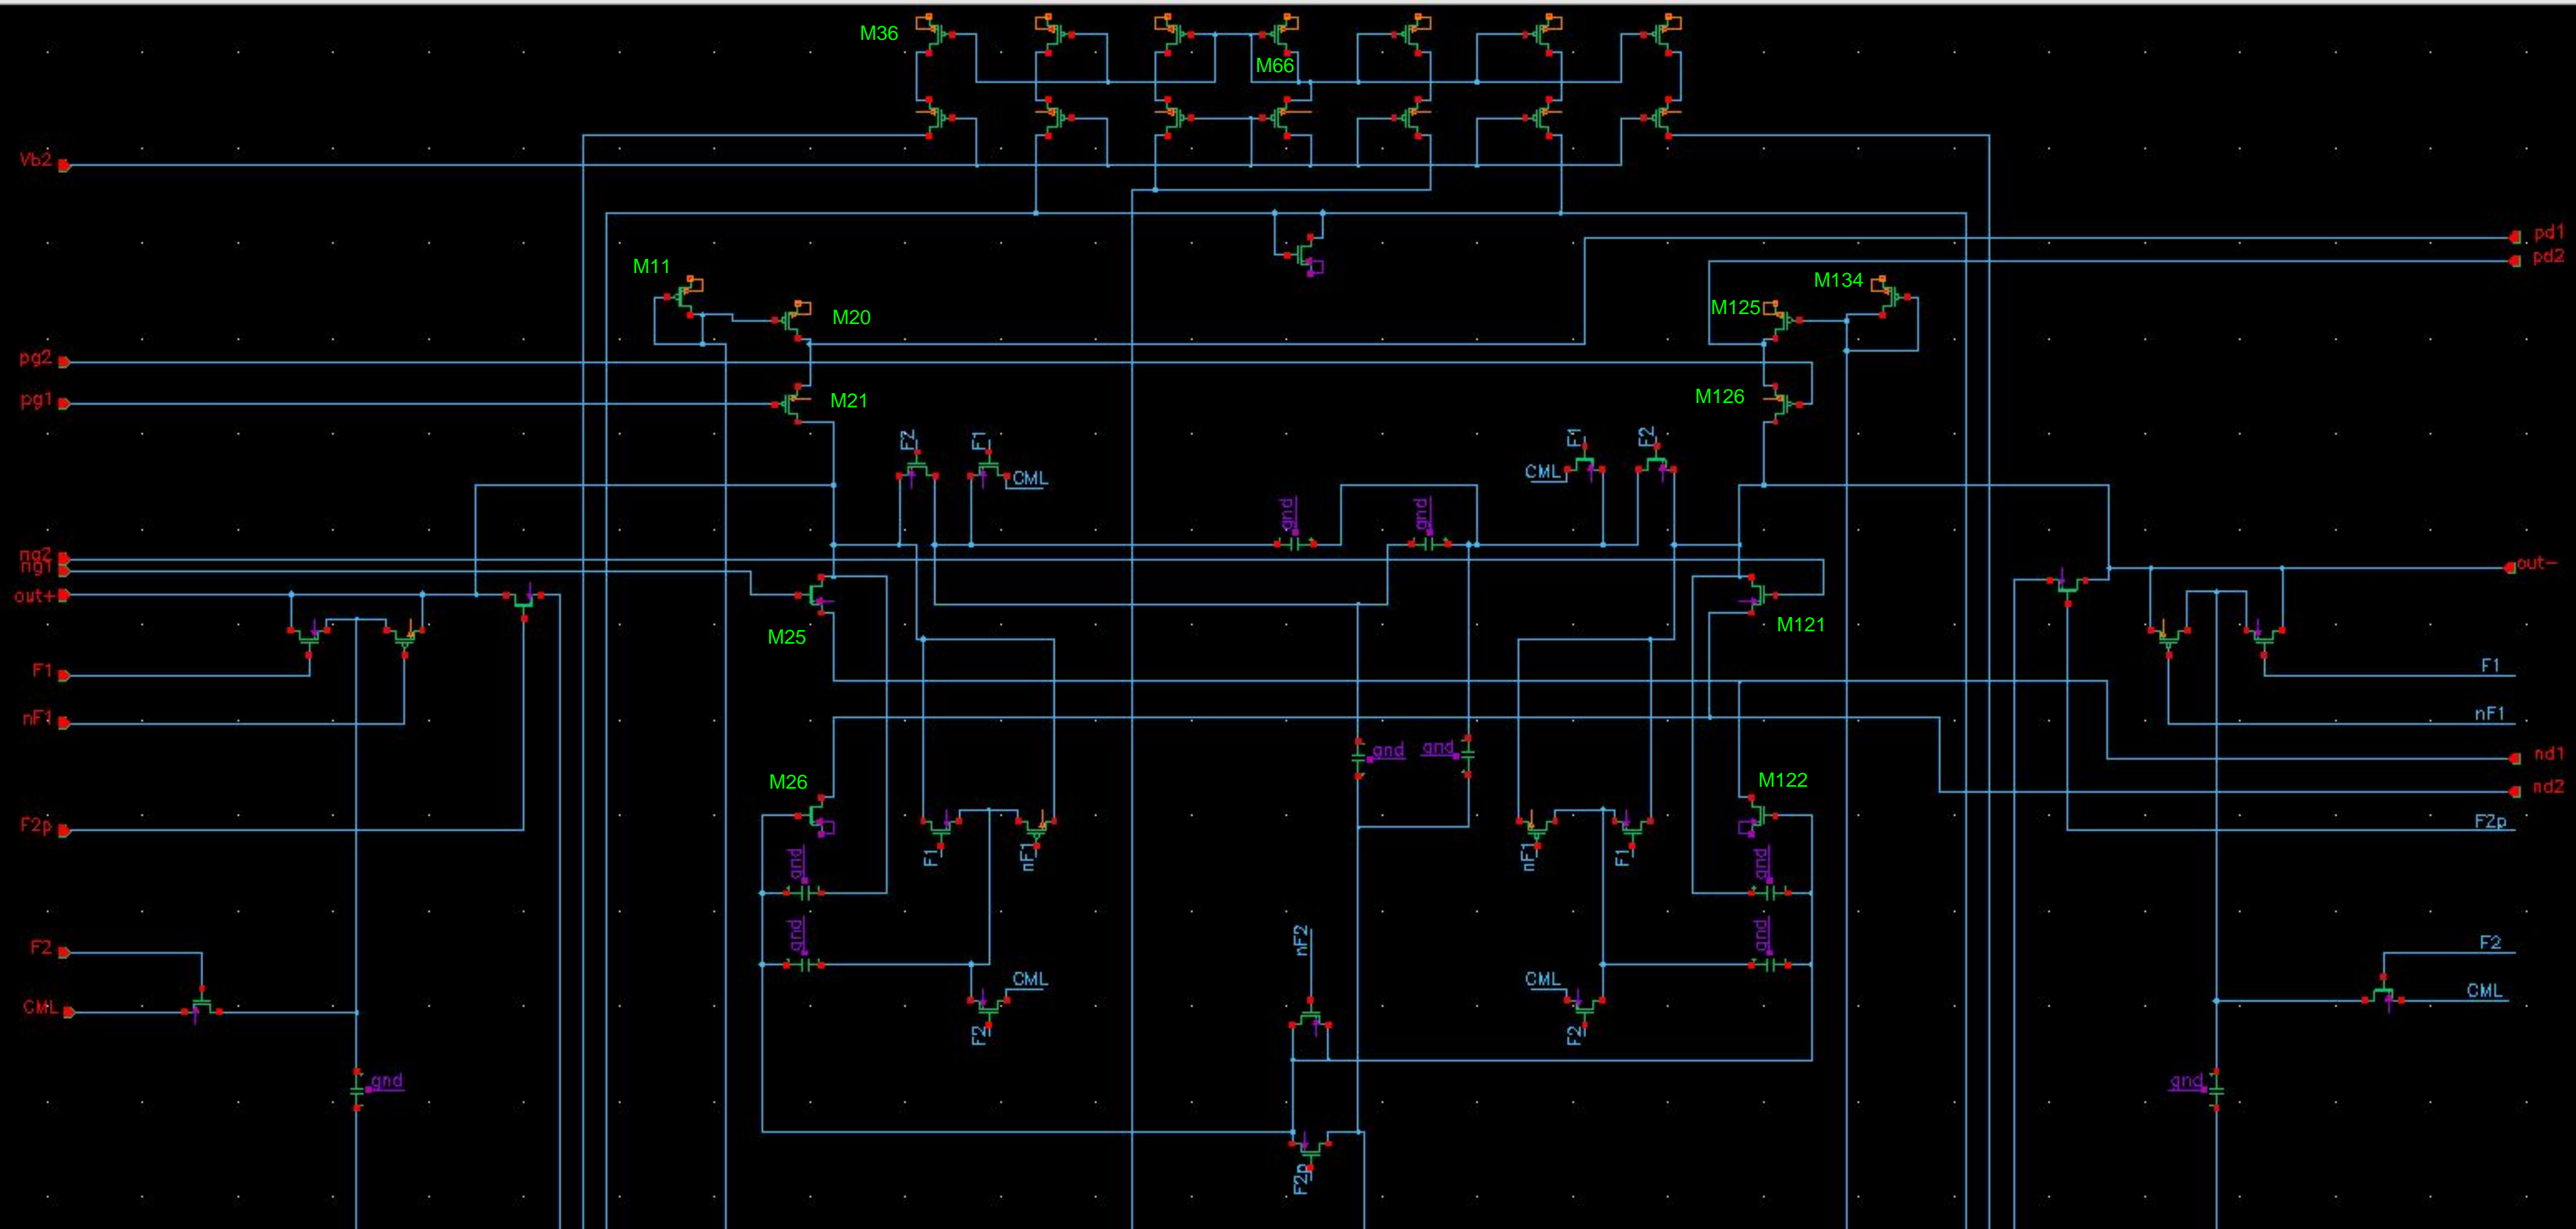 M36
M66
Vb2
pd1
pd2
M11
M134
M125
M20
pg2
pg1
M21
M126
F2
F1
CML
F1
F2
CML
gnd
gnd
ng2
ng1
out+
out-
M25
M121
F1
nF1
F1
nF1
gnd
gnd
nd1
nd2
M26
M122
F2p
F2p
gnd
gnd
F1
nF1
nF1
F1
gnd
gnd
nF2
F2
F2
CML
CML
CML
CML
F2
F2
gnd
gnd
F2p